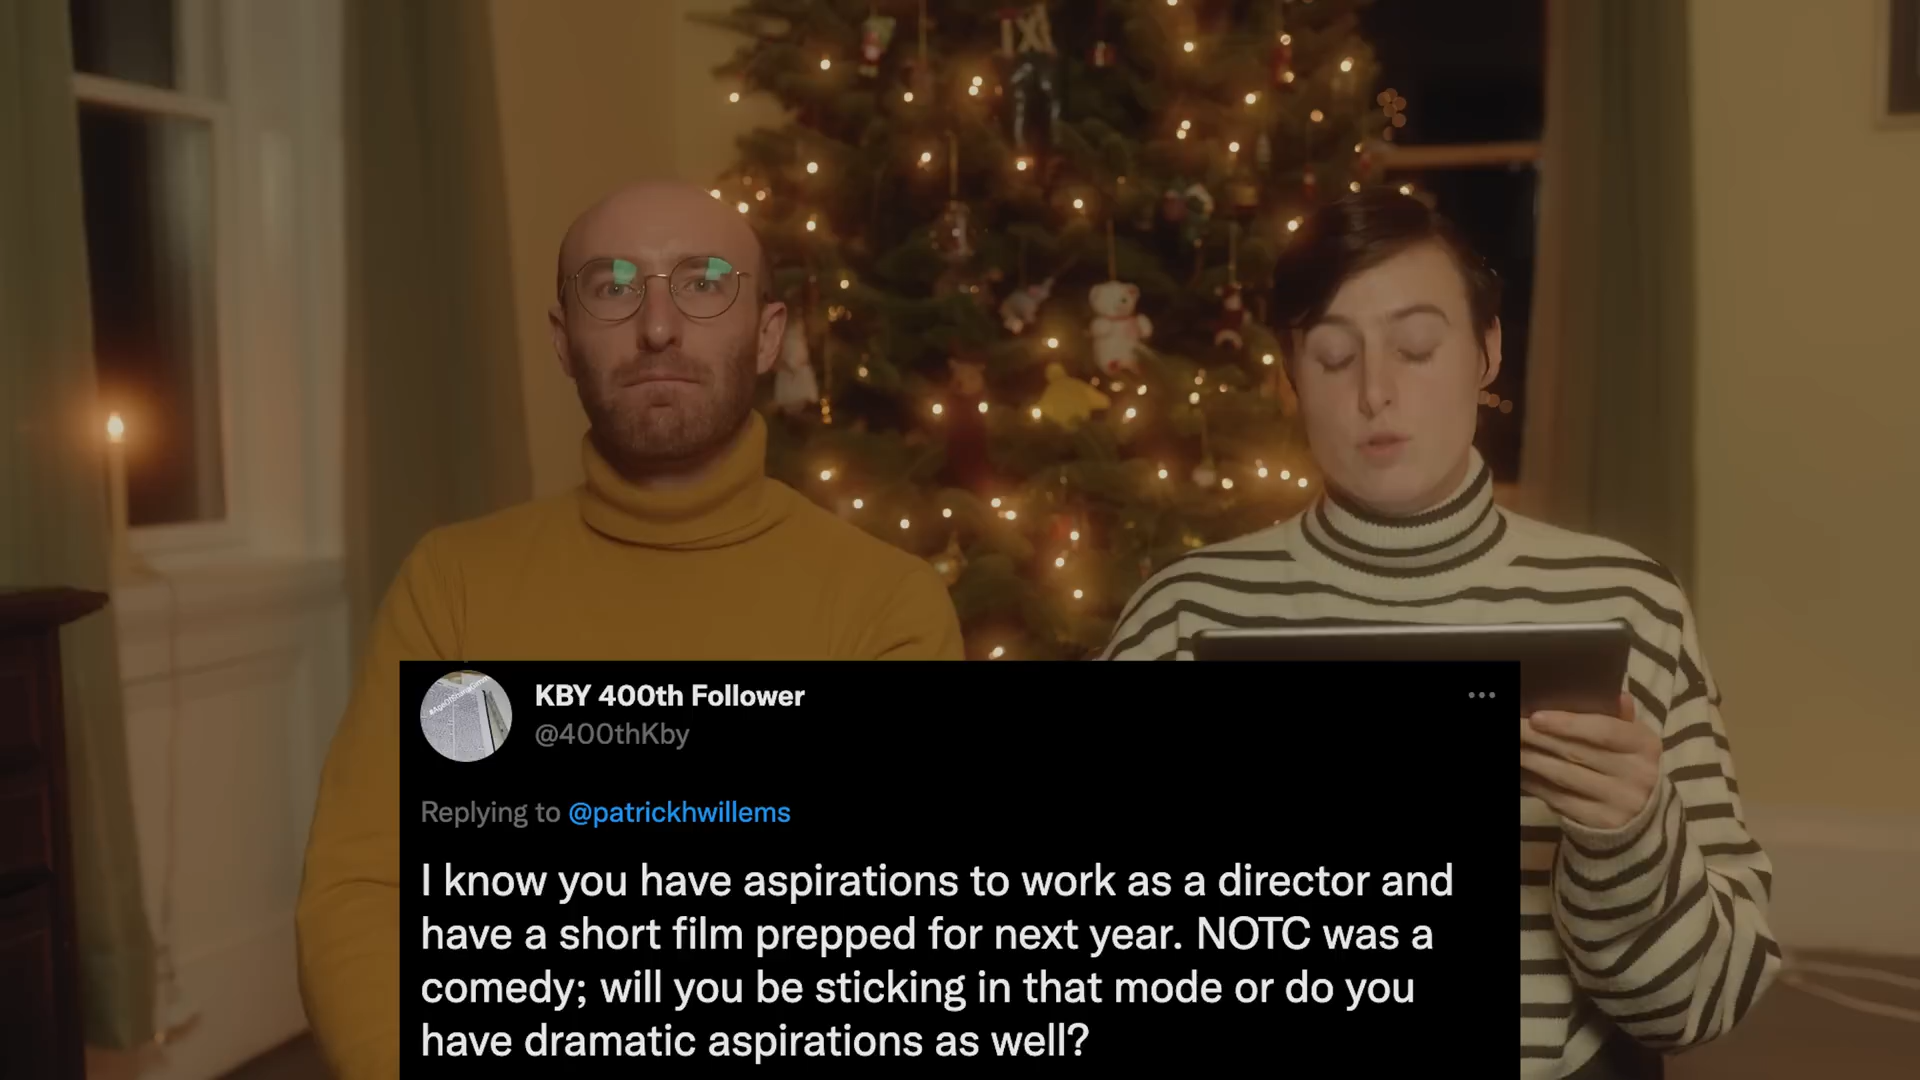 KBY 400th Follower
@400thKby
Replying to @patrickhwillems
I know you have aspirations to work as a director and
have a short film prepped for next year. NOTC was a
comedy; will you be sticking in that mode or do you
have dramatic aspirations as well?